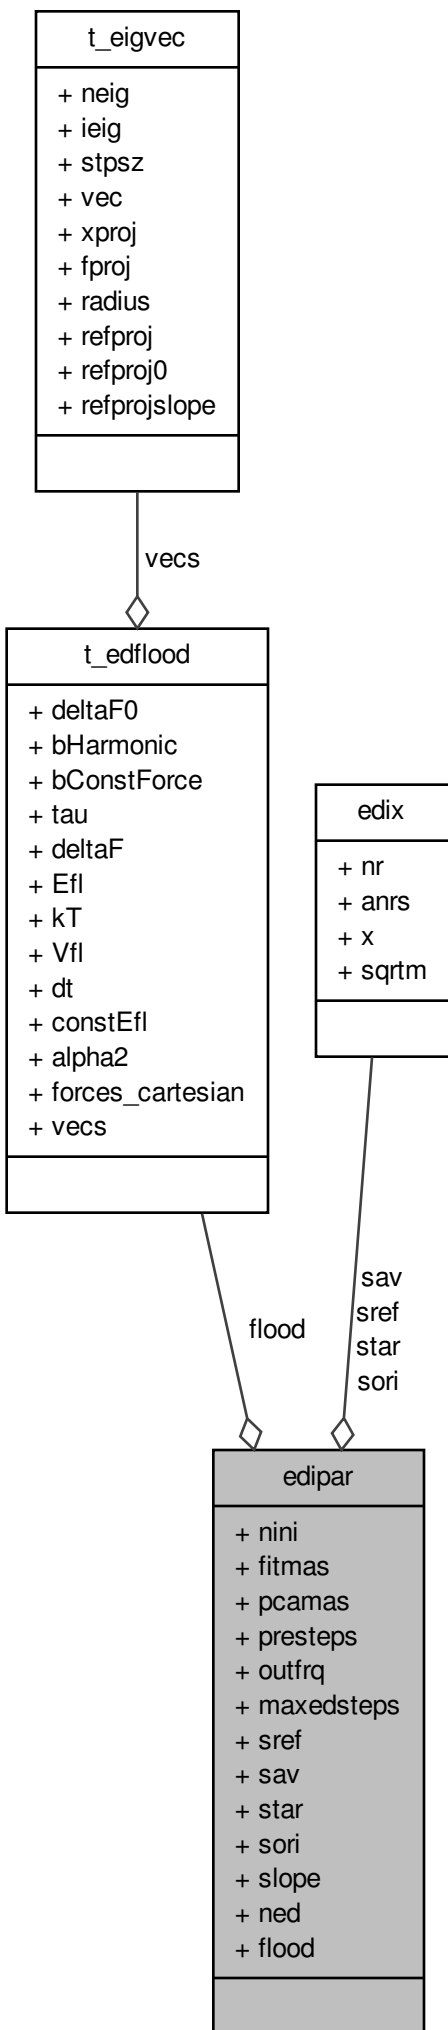 t_eigvec
+ neig
+ ieig
+ stpsz
+ vec
+ xproj
+ fproj
+ radius
+ refproj
+ refproj0
+ refprojslope
vecs
t_edflood
+ deltaF0
+ bHarmonic
+ bConstForce
+ tau
+ deltaF
+ Efl
+ kT
+ Vfl
+ dt
+ constEfl
+ alpha2
+ forces_cartesian
+ vecs
edix
+ nr
+ anrs
+ x
+ sqrtm
flood
sav
sref
star
sori
edipar
+ nini
+ fitmas
+ pcamas
+ presteps
+ outfrq
+ maxedsteps
+ sref
+ sav
+ star
+ sori
+ slope
+ ned
+ flood